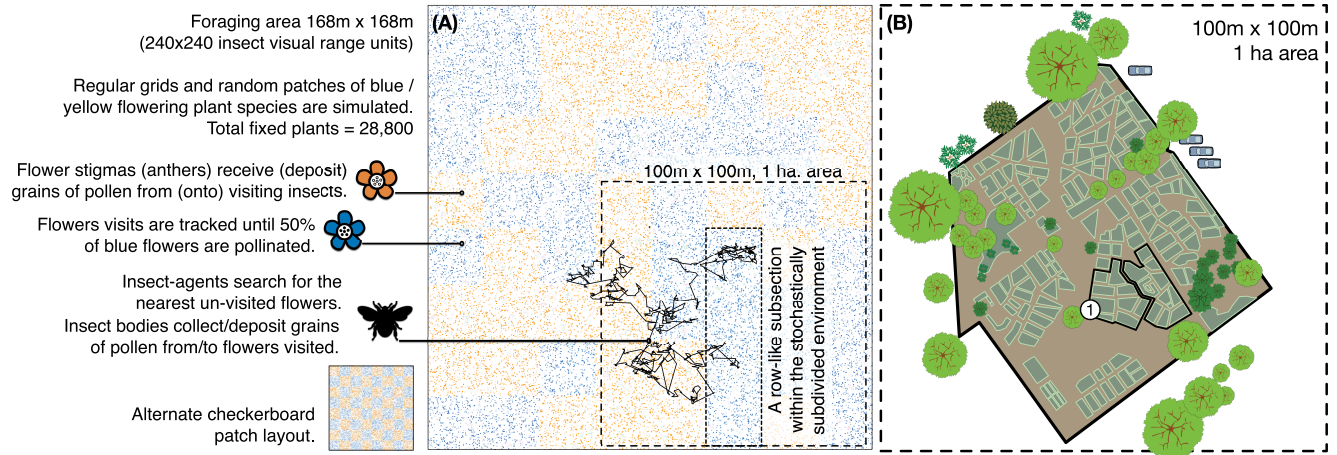 Foraging area 168m x 168m
(240x240 insect visual range units)
Regular grids and random patches of blue /
yellow flowering plant species are simulated.
Total fixed plants = 28,800
Flower stigmas (anthers) receive (deposit)
grains of pollen from (onto) visiting insects.
Flowers visits are tracked until 50%
of blue flowers are pollinated.
Insect-agents search for the
nearest un-visited flowers.
Insect bodies collect/deposit grains
of pollen from/to flowers visited.
Alternate checkerboard
patch layout.
(A)
100m x 100m, 1 ha. area
A row-like subsection
within the stochastically
subdivided environment
(B)
100m x 100m
1 ha area
1